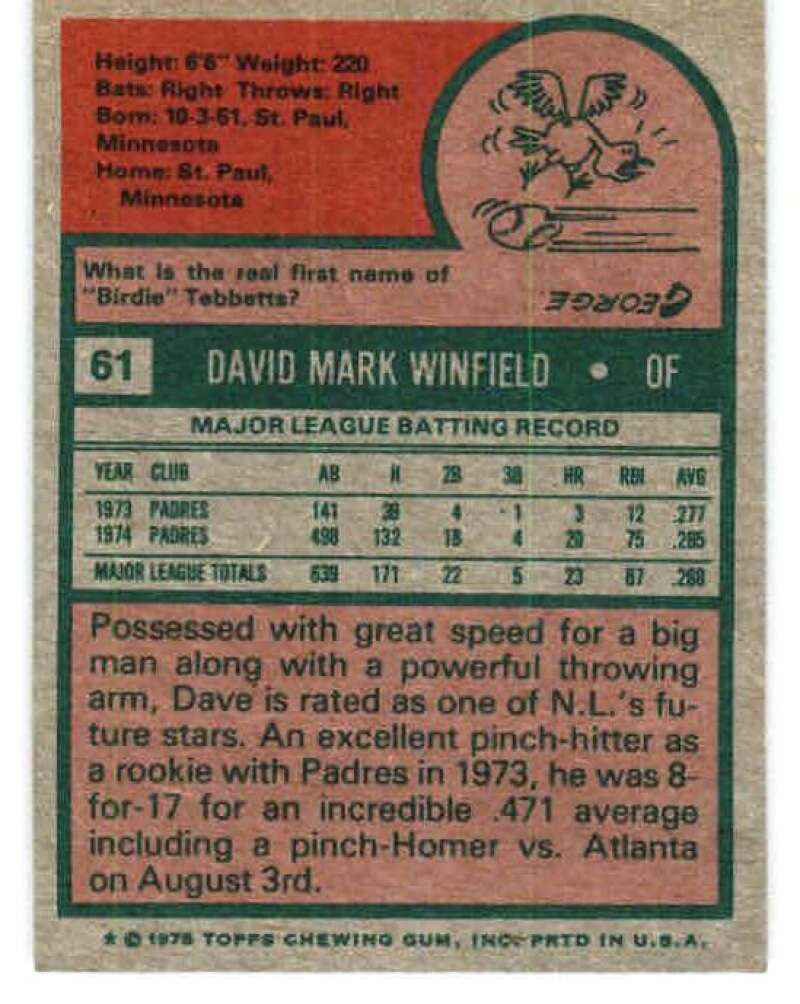 Height: 6'6" Weight: 220
Bats: Right Throws: Right
Born: 10-3-51, St. Paul,
Minnesota
Home: St. Paul,
Minnesota
What is the real first name of
"Birdie" Tebbetts?
GEORGE.
61 DAVID MARK WINFIELD • OF
MAJOR LEAGUE BATTING RECORD
YEAR CLUB AB H 2B 3B HR RBI AVG
1973 PADRES 141 39 4 1 3 12 .277
1974 PADRES 498 132 18 4 20 75 .265
MAJOR LEAGUE TOTALS 639 171 22 5 23 87 .268
Possessed with great speed for a big
man along with a powerful throwing
arm, Dave is rated as one of N.L.'s fu-
ture stars. An excellent pinch-hitter as
a rookie with Padres in 1973, he was 8-
for-17 for an incredible .471 average
including a pinch-Homer vs. Atlanta
on August 3rd.
* © 1975 TOPPS CHEWING GUM, INC. PRTD IN U.S.A.